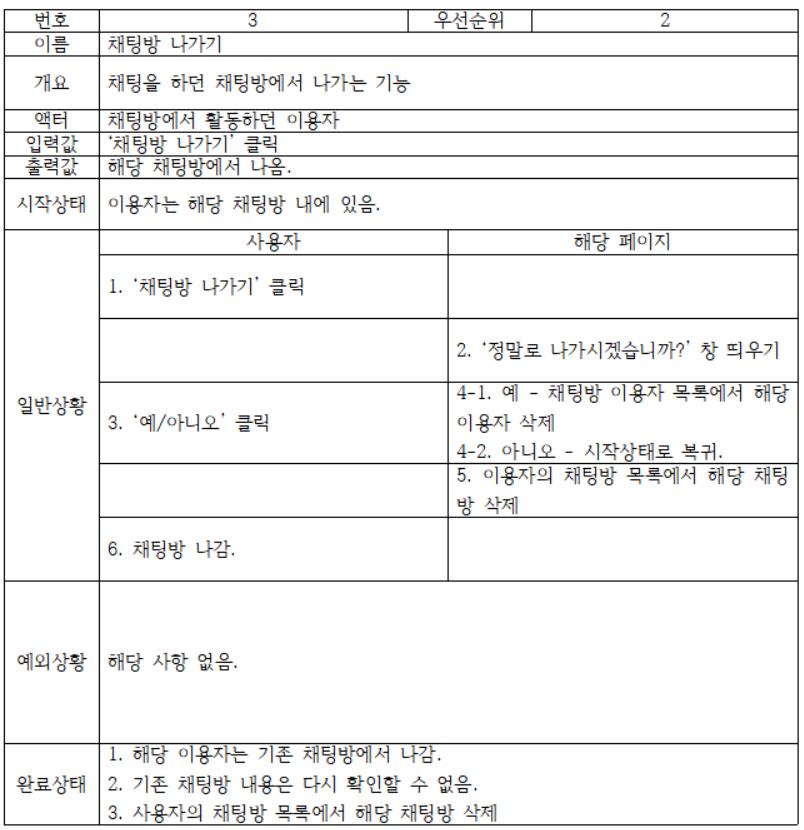 번호 3 우선순위 2
이름 채팅방 나가기
개요 채팅을 하던 채팅방에서 나가는 기능
액터 채팅방에서 활동하던 이용자
입력값 ‘채팅방 나가기’ 클릭
출력값 해당 채팅방에서 나옴.
시작상태 이용자는 해당 채팅방 내에 있음.
일반상황
사용자 해당 페이지
1. ‘채팅방 나가기’ 클릭
2. ‘정말로 나가시겠습니까?’ 창 띄우기
3. ‘예/아니오’ 클릭
4-1. 예 - 채팅방 이용자 목록에서 해당
이용자 삭제
4-2. 아니오 - 시작상태로 복귀.
5. 이용자의 채팅방 목록에서 해당 채팅
방 삭제
6. 채팅방 나감.
예외상황 해당 사항 없음.
완료상태
1. 해당 이용자는 기존 채팅방에서 나감.
2. 기존 채팅방 내용은 다시 확인할 수 없음.
3. 사용자의 채팅방 목록에서 해당 채팅방 삭제